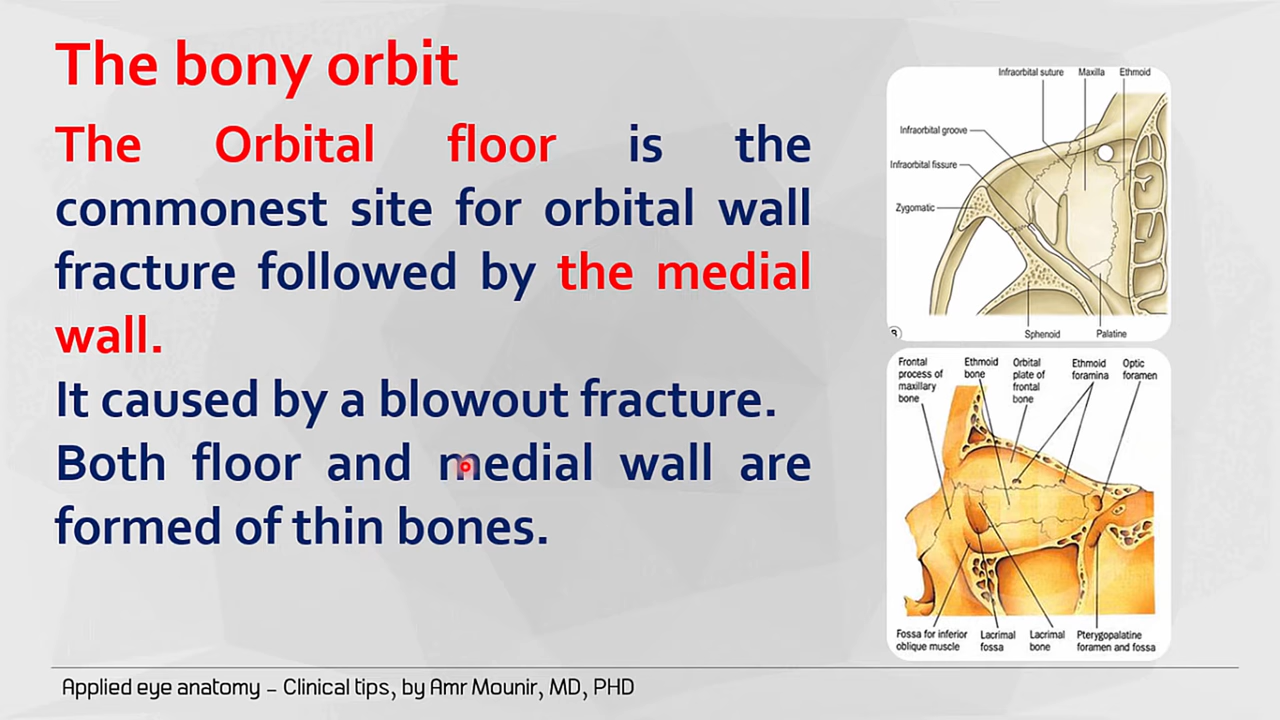 The bony orbit
The Orbital floor is the
commonest site for orbital wall
fracture followed by the medial
wall.
It caused by a blowout fracture.
Both floor and medial wall are
formed of thin bones.
Infraorbital suture Maxilla Ethmoid
Infraorbital groove
Infraorbital fissure
Zygomatic
Sphenoid Palatine
Frontal
process of
maxillary
bone
Ethmoid
bone
Orbital
plate of
frontal
bone
Ethmoid
foramina
Optic
foramen
Fossa for inferior
oblique muscle
Lacrimal
fossa
Lacrimal
bone
Pterygopalatine
foramen and fossa
Applied eye anatomy – Clinical tips, by Amr Mounir, MD, PHD